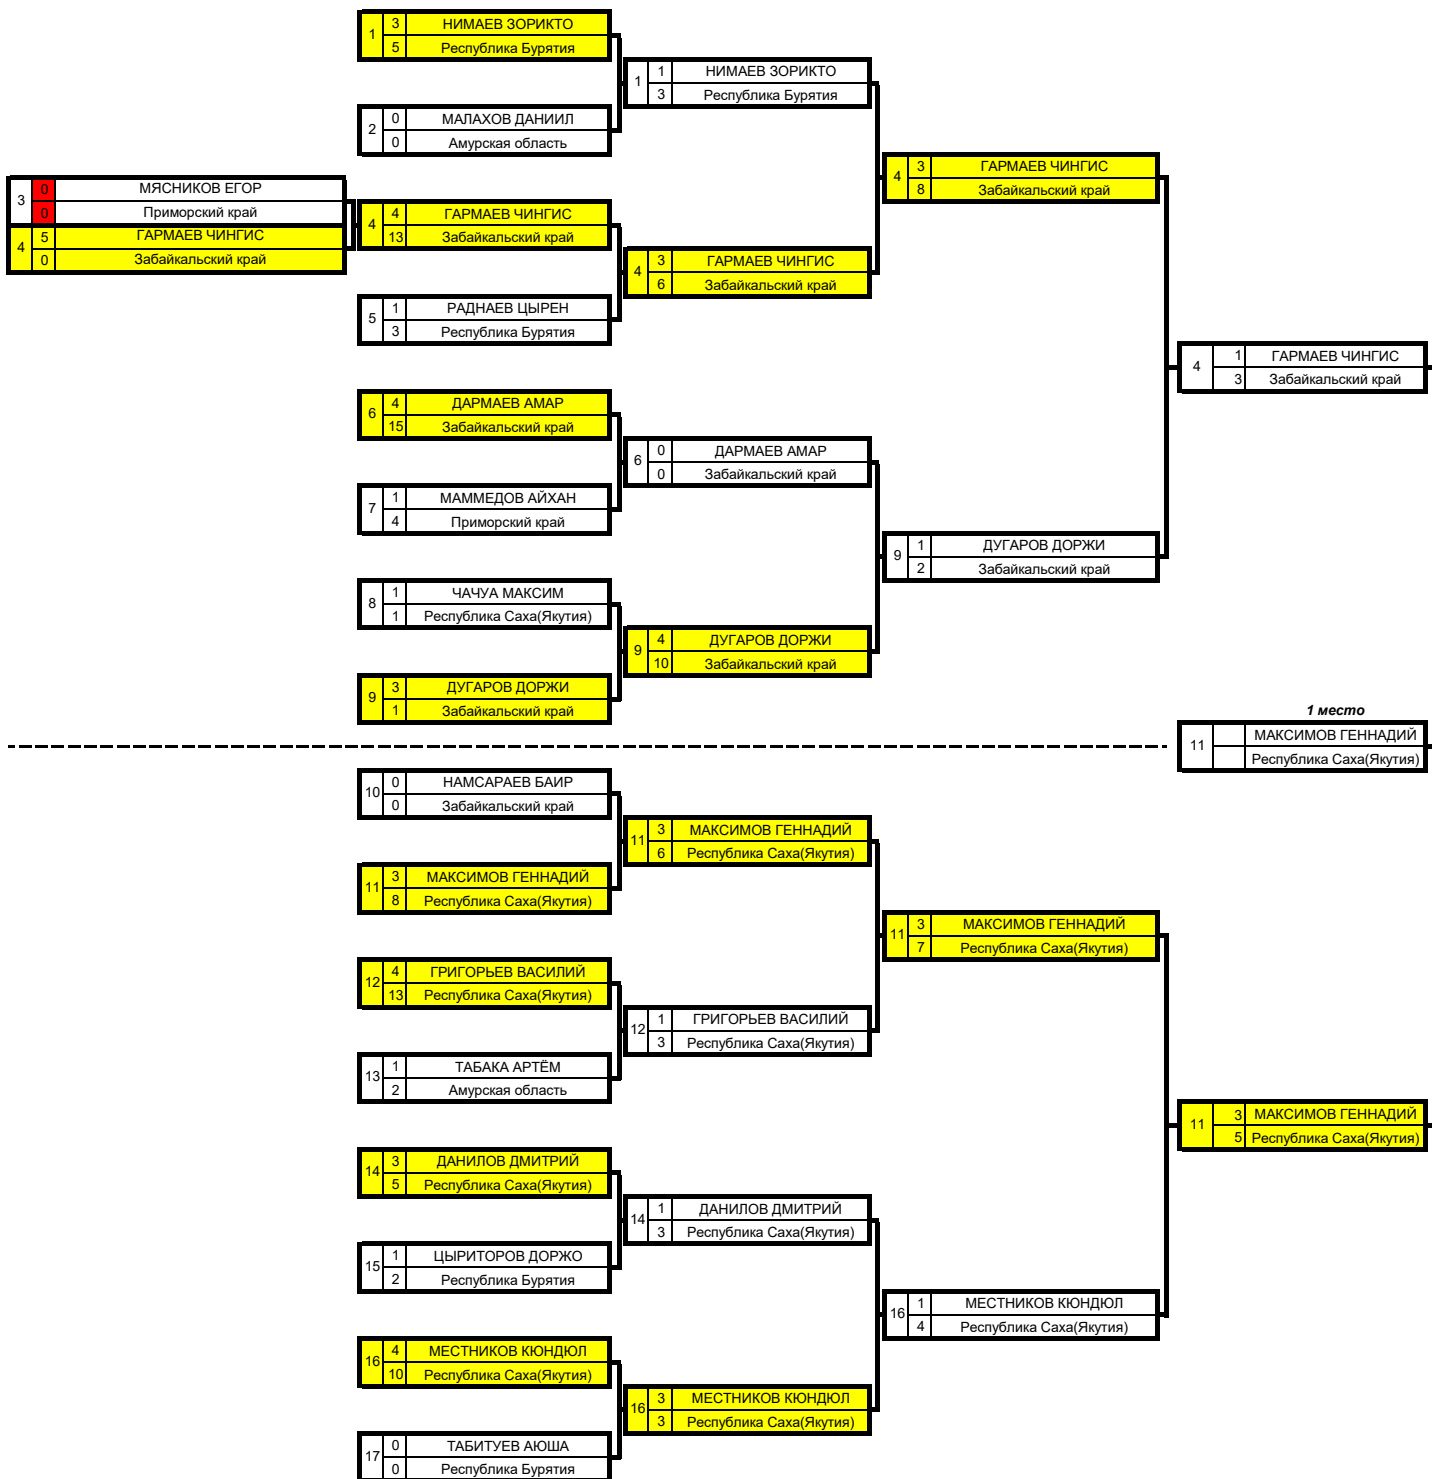 1 3 НИМАЕВ ЗОРИКТО
5 Республика Бурятия
1 1 НИМАЕВ ЗОРИКТО
3 Республика Бурятия
2 0 МАЛАХОВ ДАНИИЛ
0 Амурская область
4 3 ГАРМАЕВ ЧИНГИС
8 Забайкальский край
3 0 МЯСНИКОВ ЕГОР
0 Приморский край
4 5 ГАРМАЕВ ЧИНГИС
0 Забайкальский край
4 4 ГАРМАЕВ ЧИНГИС
13 Забайкальский край
4 3 ГАРМАЕВ ЧИНГИС
6 Забайкальский край
5 1 РАДНАЕВ ЦЫРЕН
3 Республика Бурятия
4 1 ГАРМАЕВ ЧИНГИС
3 Забайкальский край
6 4 ДАРМАЕВ АМАР
15 Забайкальский край
6 0 ДАРМАЕВ АМАР
0 Забайкальский край
7 1 МАММЕДОВ АЙХАН
4 Приморский край
9 1 ДУГАРОВ ДОРЖИ
2 Забайкальский край
8 1 ЧАЧУА МАКСИМ
1 Республика Саха(Якутия)
9 4 ДУГАРОВ ДОРЖИ
10 Забайкальский край
9 3 ДУГАРОВ ДОРЖИ
1 Забайкальский край
1 место
11 МАКСИМОВ ГЕННАДИЙ
Республика Саха(Якутия)
10 0 НАМСАРАЕВ БАИР
0 Забайкальский край
11 3 МАКСИМОВ ГЕННАДИЙ
6 Республика Саха(Якутия)
11 3 МАКСИМОВ ГЕННАДИЙ
8 Республика Саха(Якутия)
11 3 МАКСИМОВ ГЕННАДИЙ
7 Республика Саха(Якутия)
12 4 ГРИГОРЬЕВ ВАСИЛИЙ
13 Республика Саха(Якутия)
12 1 ГРИГОРЬЕВ ВАСИЛИЙ
3 Республика Саха(Якутия)
13 1 ТАБАКА АРТЁМ
2 Амурская область
11 3 МАКСИМОВ ГЕННАДИЙ
5 Республика Саха(Якутия)
14 3 ДАНИЛОВ ДМИТРИЙ
5 Республика Саха(Якутия)
14 1 ДАНИЛОВ ДМИТРИЙ
3 Республика Саха(Якутия)
15 1 ЦЫРИТОРОВ ДОРЖО
2 Республика Бурятия
16 1 МЕСТНИКОВ КЮНДЮЛ
4 Республика Саха(Якутия)
16 4 МЕСТНИКОВ КЮНДЮЛ
10 Республика Саха(Якутия)
16 3 МЕСТНИКОВ КЮНДЮЛ
3 Республика Саха(Якутия)
17 0 ТАБИТУЕВ АЮША
0 Республика Бурятия